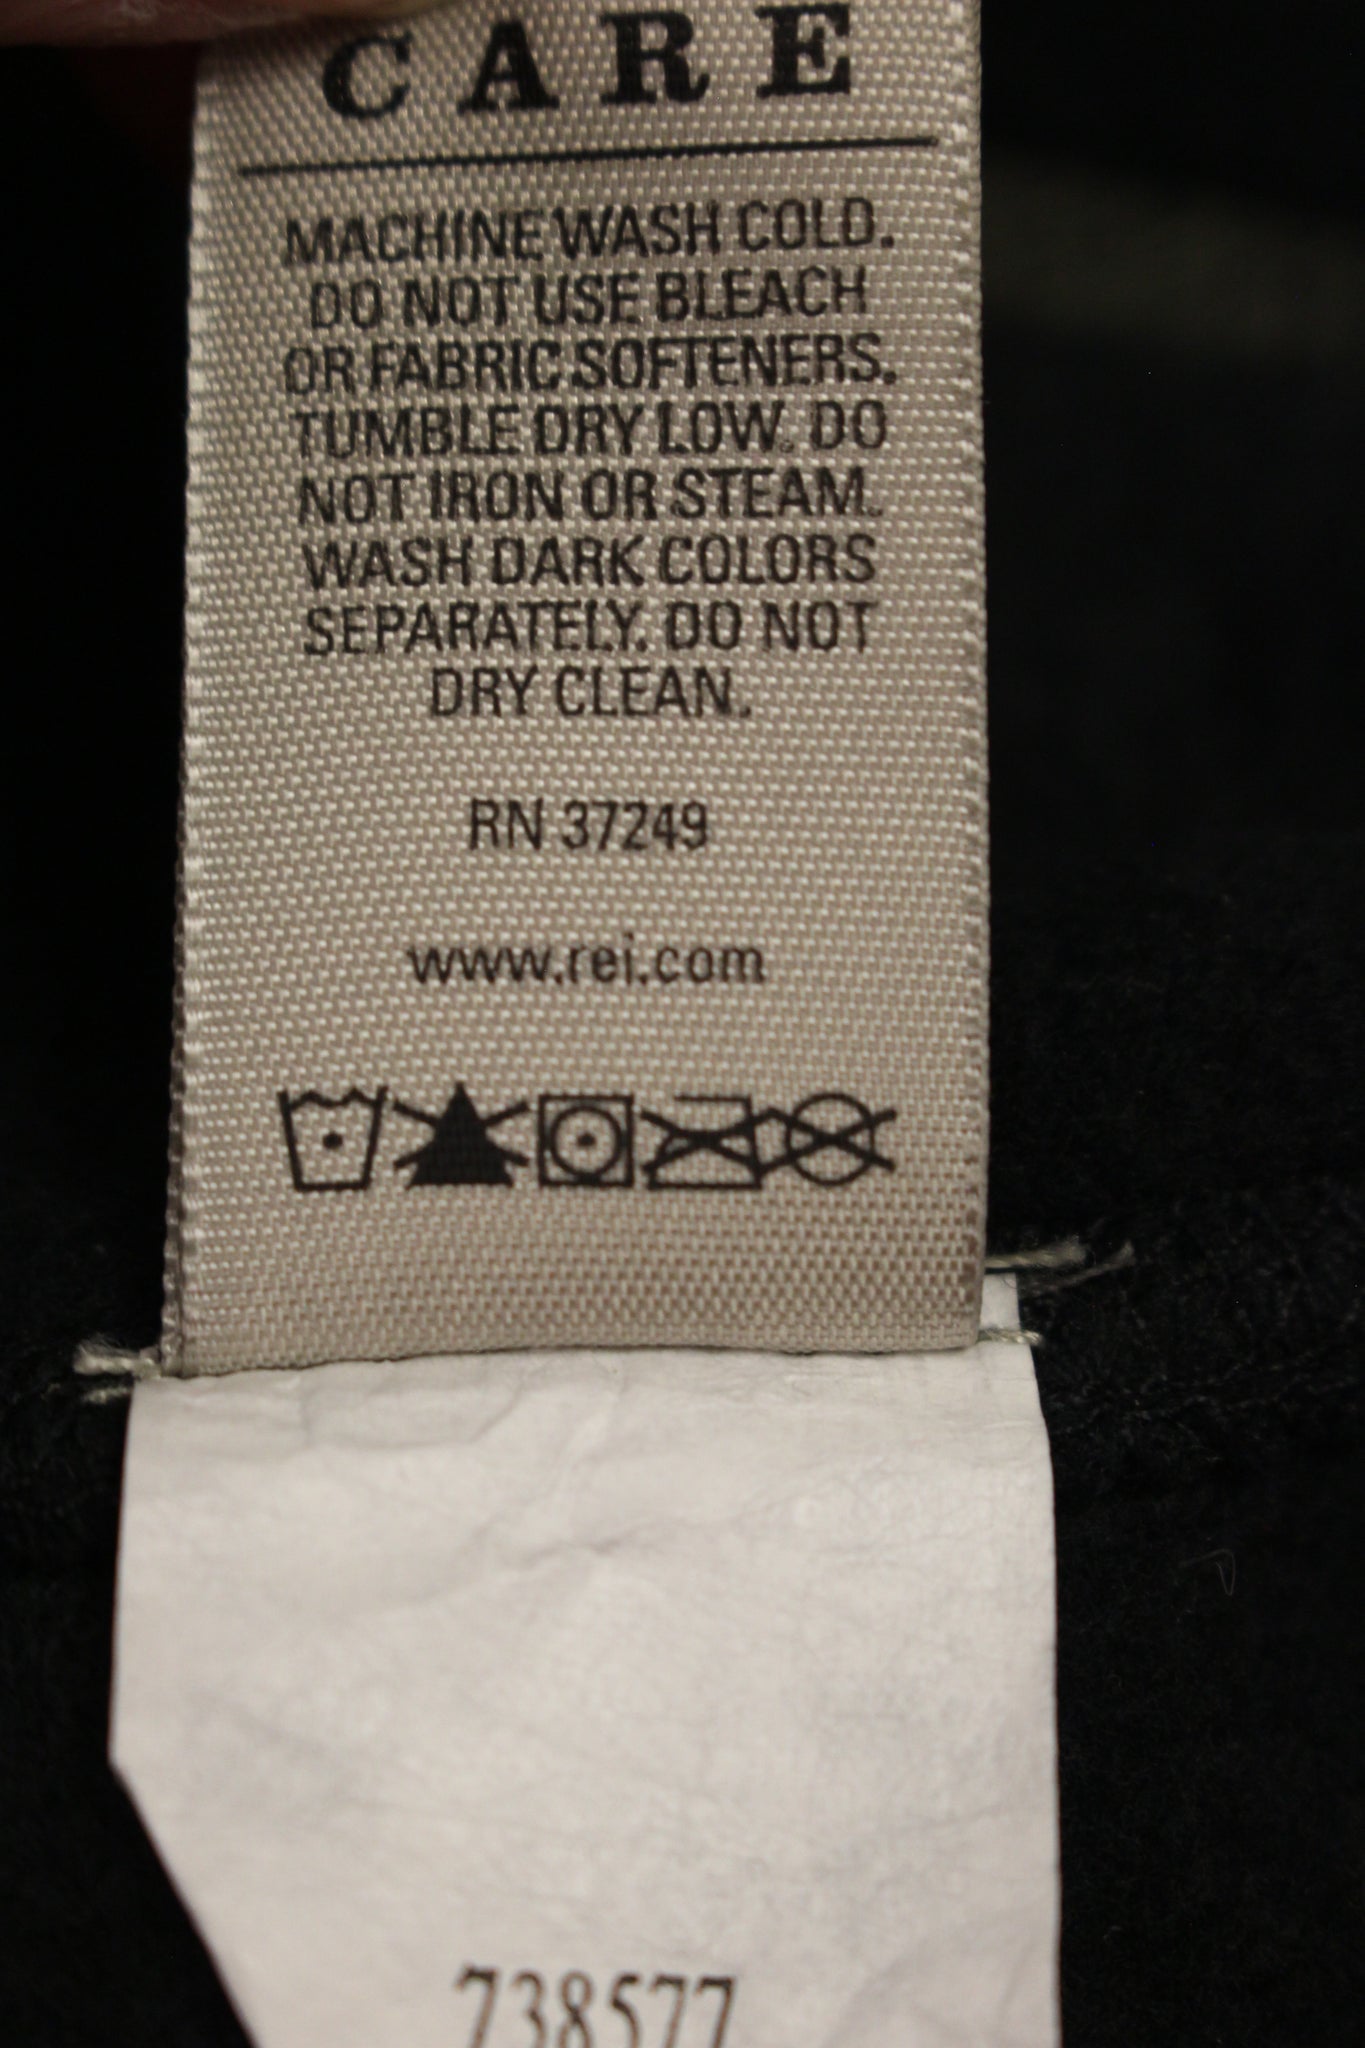 CARE
MACHINE WASH COLD.
DO NOT USE BLEACH
OR FABRIC SOFTENERS.
TUMBLE DRY LOW. DO
NOT IRON OR STEAM.
WASH DARK COLORS
SEPARATELY. DO NOT
DRY CLEAN.
RN 37249
www.rei.com
738577